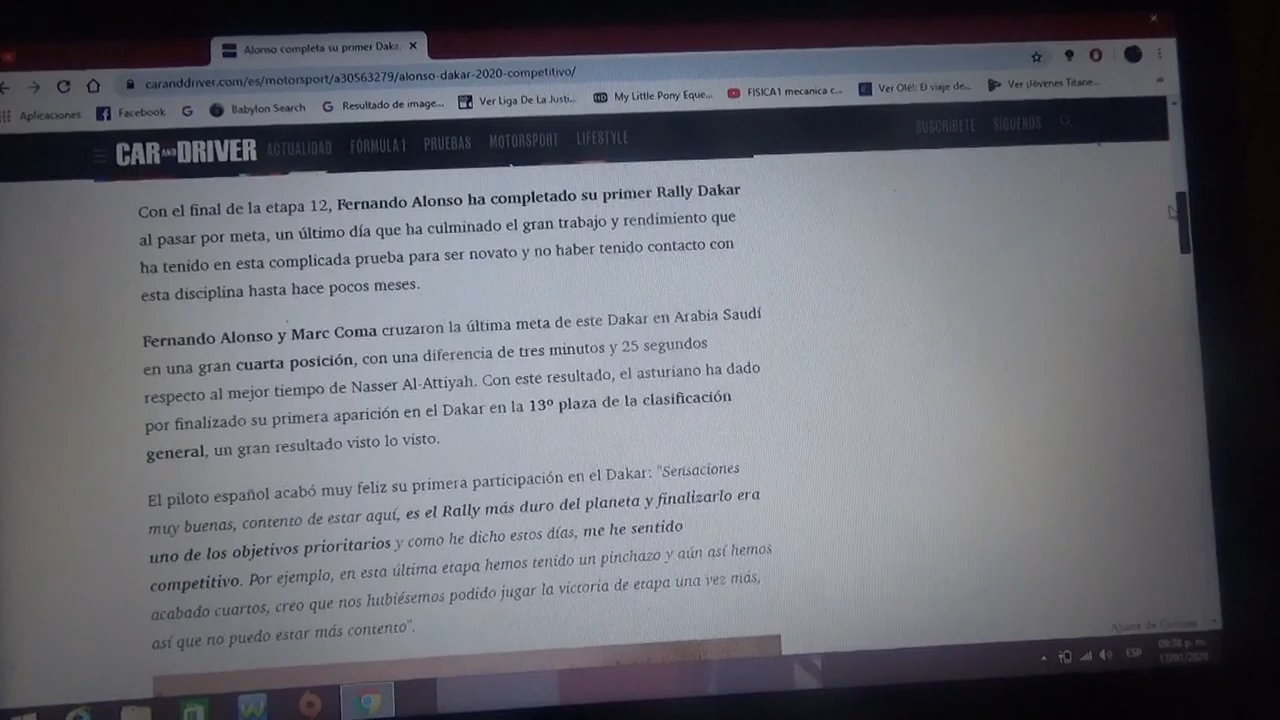 Alonso completa su primer Daka
caranddriver.com/es/motorsport/a30563279/alonso-dakar-2020-competitivo/
Aplicaciones Facebook Babylon Search Resultado de image... Ver Liga De La Justi... My Little Pony Eque... FISICA1 mecanica c... Ver Olé!: El viaje de... Ver Jóvenes Titane...
CAR AND DRIVER ACTUALIDAD FÓRMULA 1 PRUEBAS MOTORSPORT LIFESTYLE SUSCRÍBETE SÍGUENOS
Con el final de la etapa 12, Fernando Alonso ha completado su primer Rally Dakar
al pasar por meta, un último día que ha culminado el gran trabajo y rendimiento que
ha tenido en esta complicada prueba para ser novato y no haber tenido contacto con
esta disciplina hasta hace pocos meses.
Fernando Alonso y Marc Coma cruzaron la última meta de este Dakar en Arabia Saudí
en una gran cuarta posición, con una diferencia de tres minutos y 25 segundos
respecto al mejor tiempo de Nasser Al-Attiyah. Con este resultado, el asturiano ha dado
por finalizado su primera aparición en el Dakar en la 13º plaza de la clasificación
general, un gran resultado visto lo visto.
El piloto español acabó muy feliz su primera participación en el Dakar: "Sensaciones
muy buenas, contento de estar aquí, es el Rally más duro del planeta y finalizarlo era
uno de los objetivos prioritarios y como he dicho estos días, me he sentido
competitivo. Por ejemplo, en esta última etapa hemos tenido un pinchazo y aún así hemos
acabado cuartos, creo que nos hubiésemos podido jugar la victoria de etapa una vez más,
así que no puedo estar más contento".
ESP
17/01/2020